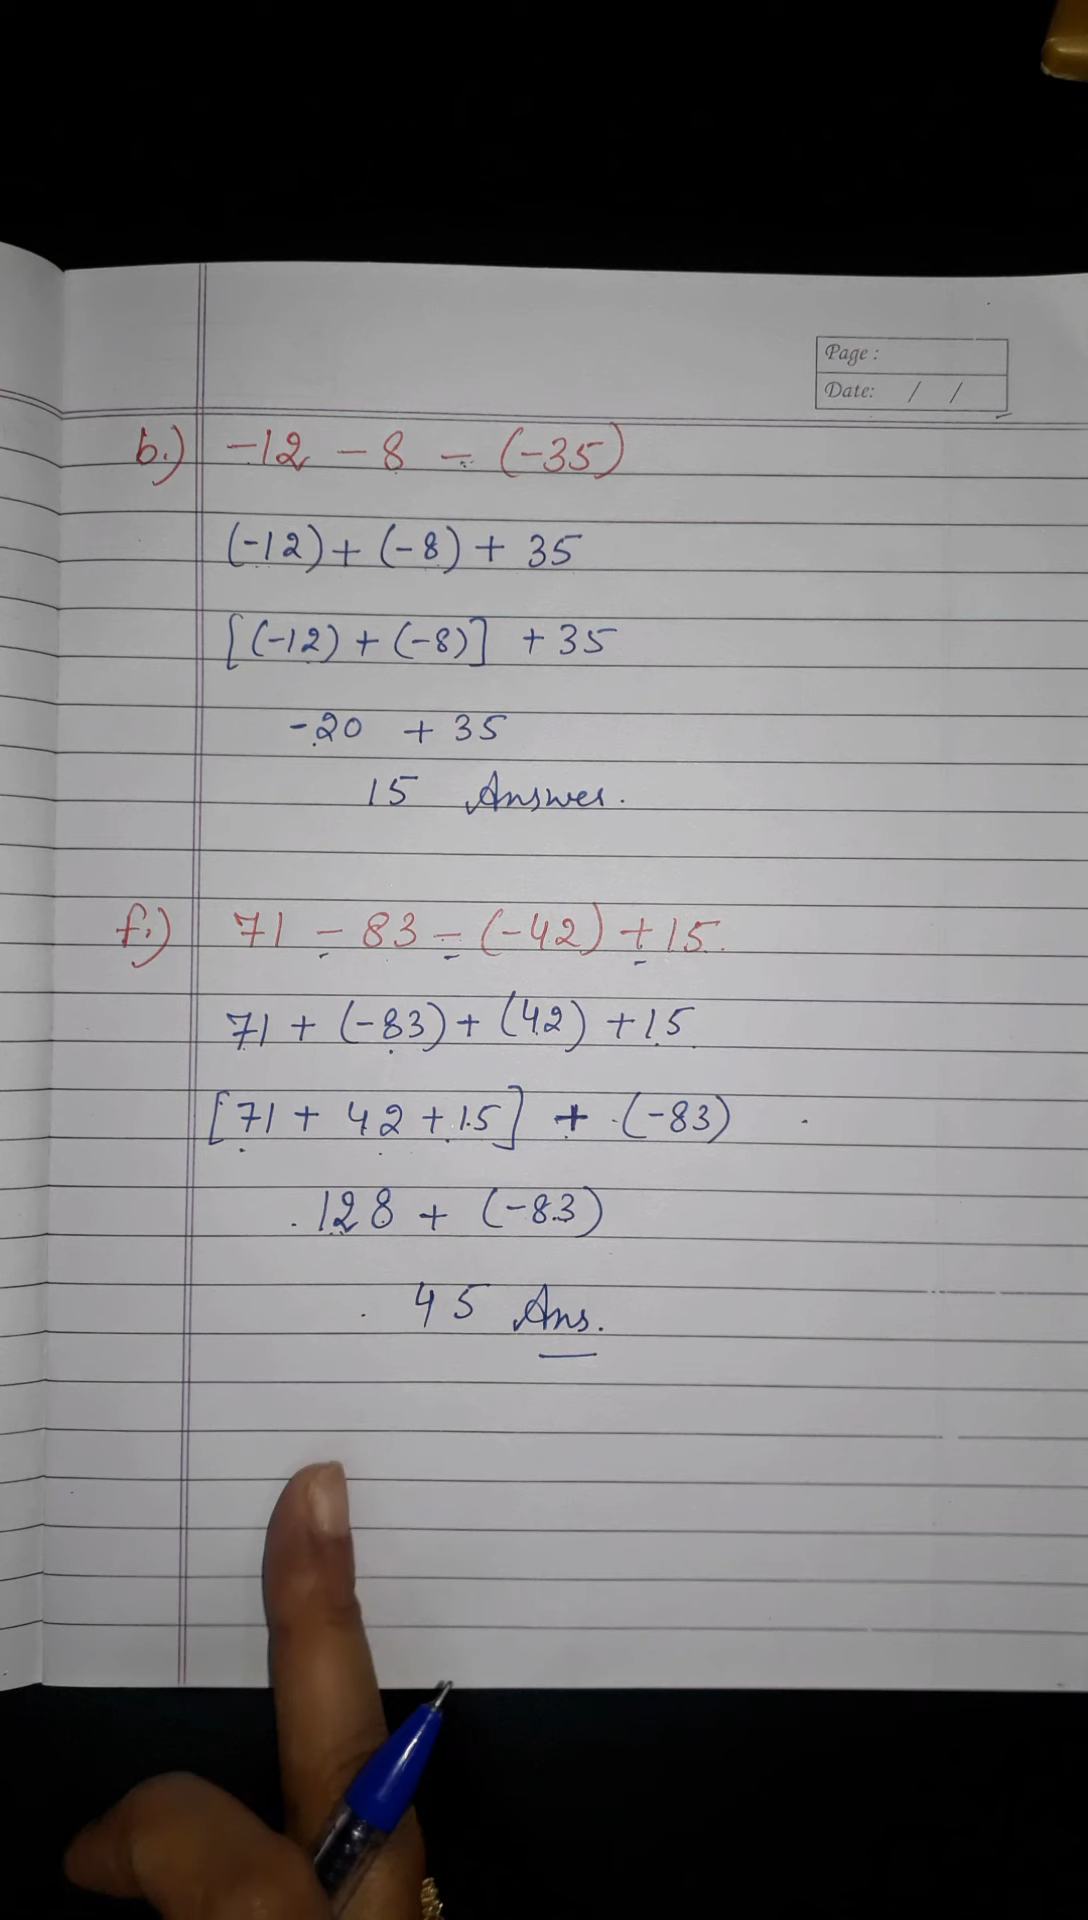 Page :
Date: / /
b.) -12 - 8 - (-35)
(-12) + (-8) + 35
[(-12) + (-8)] + 35
-20 + 35
15 Answer.
f.) 71 - 83 - (-42) + 15.
71 + (-83) + (42) + 15
[71 + 42 + 15] + (-83)
128 + (-83)
45 Ans.